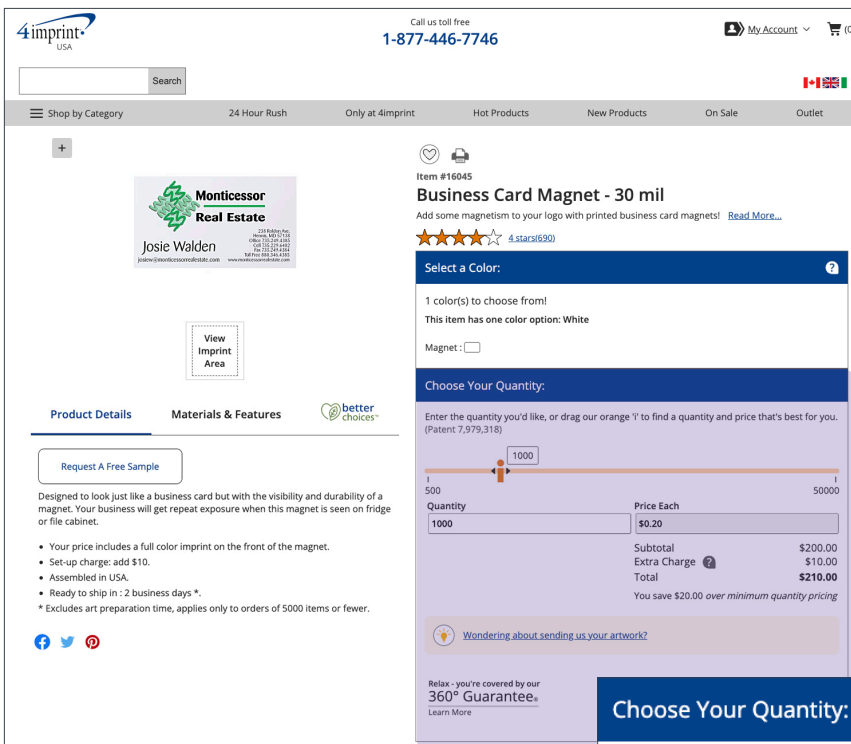 4imprint
USA
Call us toll free
1-877-446-7746
My Account
(0
Search
Shop by Category
24 Hour Rush
Only at 4imprint
Hot Products
New Products
On Sale
Outlet
+
Monticessor
Real Estate
Josie Walden
josiew@monticessorrealestate.com
www.monticessorrealestate.com
View
Imprint
Area
Product Details
Materials & Features
better
choices™
Request A Free Sample
Designed to look just like a business card but with the visibility and durability of a
magnet. Your business will get repeat exposure when this magnet is seen on fridge
or file cabinet.
• Your price includes a full color imprint on the front of the magnet.
• Set-up charge: add $10.
• Assembled in USA.
• Ready to ship in : 2 business days *.
* Excludes art preparation time, applies only to orders of 5000 items or fewer.
Item #16045
Business Card Magnet - 30 mil
Add some magnetism to your logo with printed business card magnets! Read More...
4 stars(690)
Select a Color:
?
1 color(s) to choose from!
This item has one color option: White
Magnet :
Choose Your Quantity:
Enter the quantity you'd like, or drag our orange 'i' to find a quantity and price that's best for you.
(Patent 7,979,318)
1000
500
50000
Quantity
Price Each
1000
$0.20
Subtotal $200.00
Extra Charge ? $10.00
Total $210.00
You save $20.00 over minimum quantity pricing
Wondering about sending us your artwork?
Relax - you're covered by our
360° Guarantee®
Learn More
Choose Your Quantity: